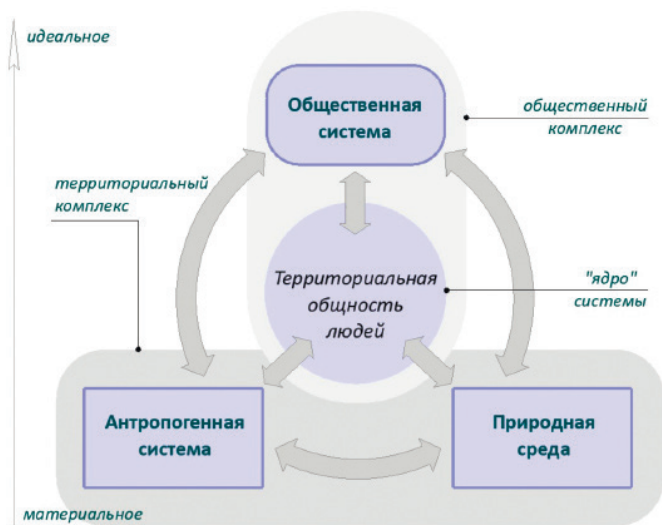 идеальное
Общественная
система
общественный
комплекс
территориальный
комплекс
Территориальная
общность
людей
"ядро"
системы
Антропогенная
система
Природная
среда
материальное